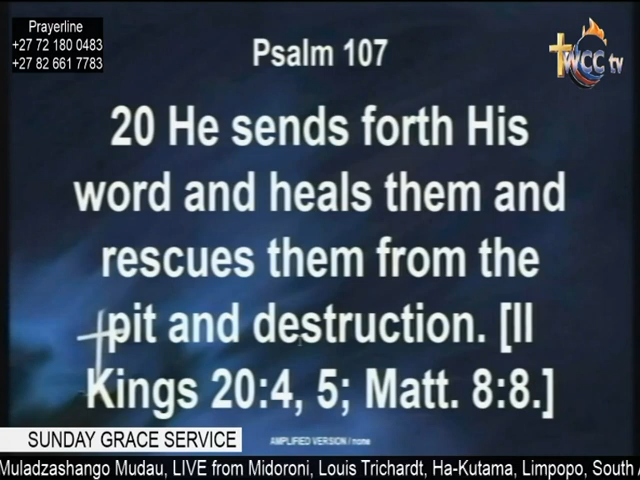 Prayerline
+27 72 180 0483
+27 82 661 7783
WCC tv
Psalm 107
20 He sends forth His
word and heals them and
rescues them from the
pit and destruction. [II
Kings 20:4, 5; Matt. 8:8.]
SUNDAY GRACE SERVICE
AMPLIFIED VERSION / none
Muladzashango Mudau, LIVE from Midoroni, Louis Trichardt, Ha-Kutama, Limpopo, South